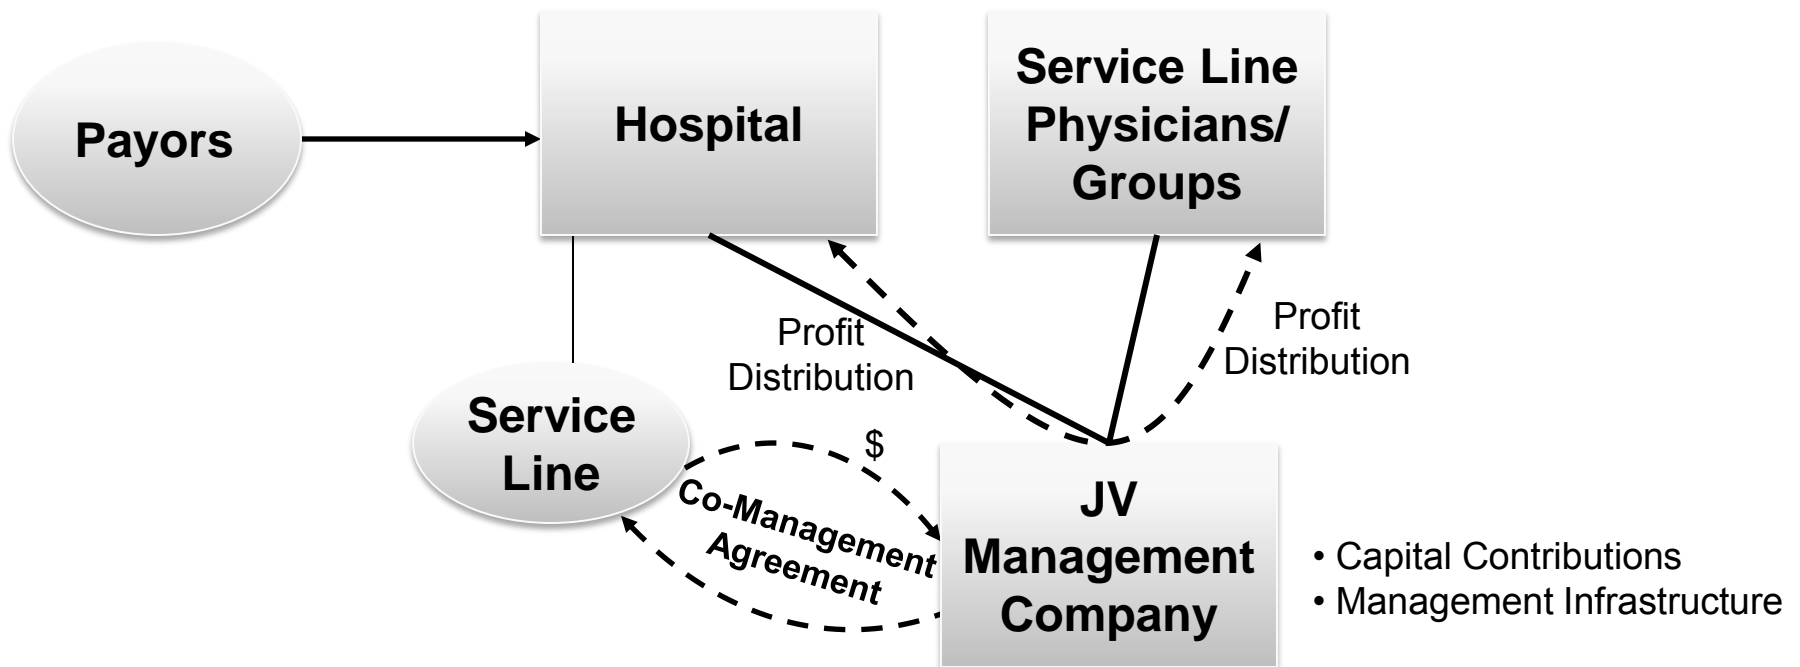 Payors
Hospital
Service Line
Physicians/
Groups
Profit
Distribution
Profit
Distribution
Service
Line
$
Co-Management
Agreement
JV
Management
Company
• Capital Contributions
• Management Infrastructure